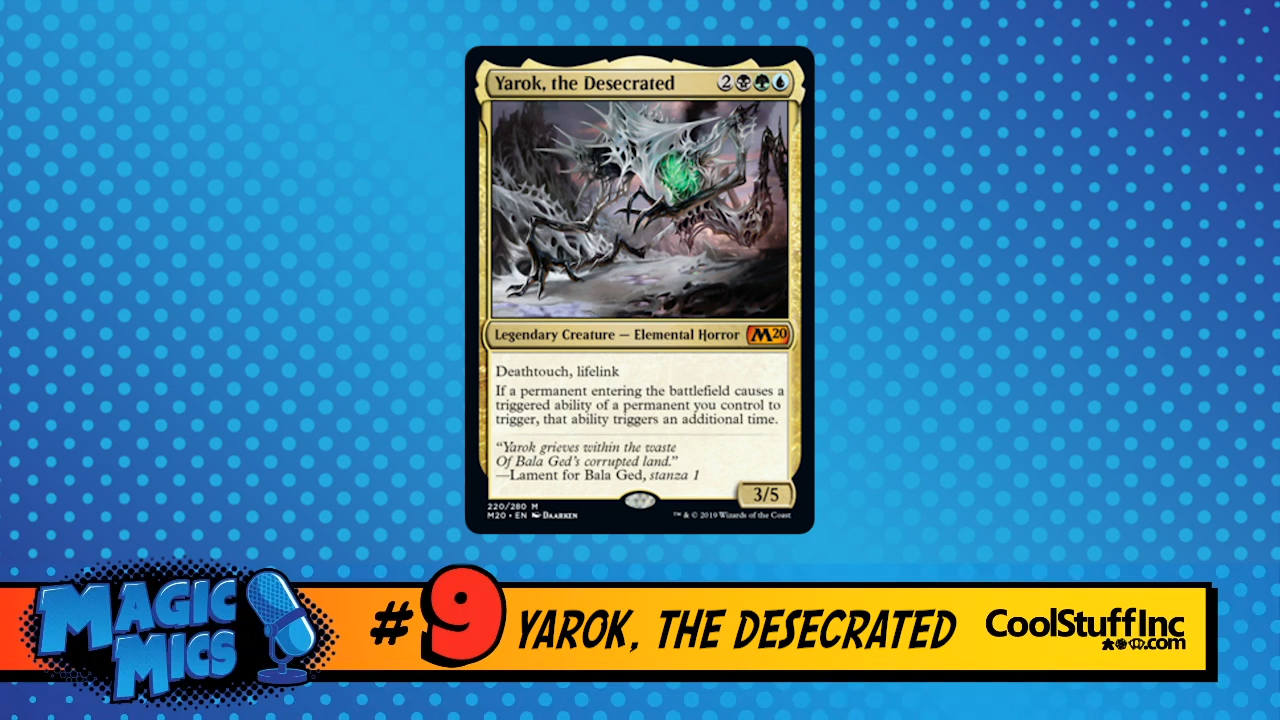 Yarok, the Desecrated 2
Legendary Creature — Elemental Horror M20
Deathtouch, lifelink
If a permanent entering the battlefield causes a
triggered ability of a permanent you control to
trigger, that ability triggers an additional time.
“Yarok grieves within the waste
Of Bala Ged’s corrupted land.”
—Lament for Bala Ged, stanza 1
3/5
220/280 M
M20 • EN DAARKEN
™ & © 2019 Wizards of the Coast
MAGIC
MICS
#9 YAROK, THE DESECRATED
CoolStuffInc
.com